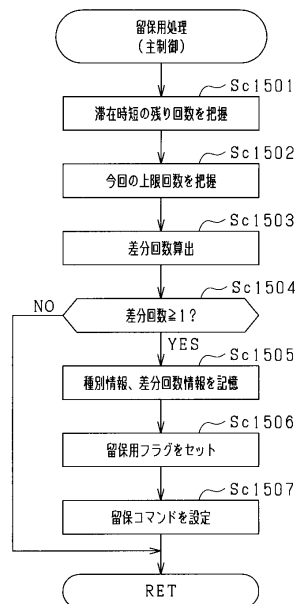 留保用処理
(主制御)
Sc1501
滞在時短の残り回数を把握
Sc1502
今回の上限回数を把握
Sc1503
差分回数算出
Sc1504
差分回数≧1?
NO
YES
Sc1505
種別情報、差分回数情報を記憶
Sc1506
留保用フラグをセット
Sc1507
留保コマンドを設定
RET